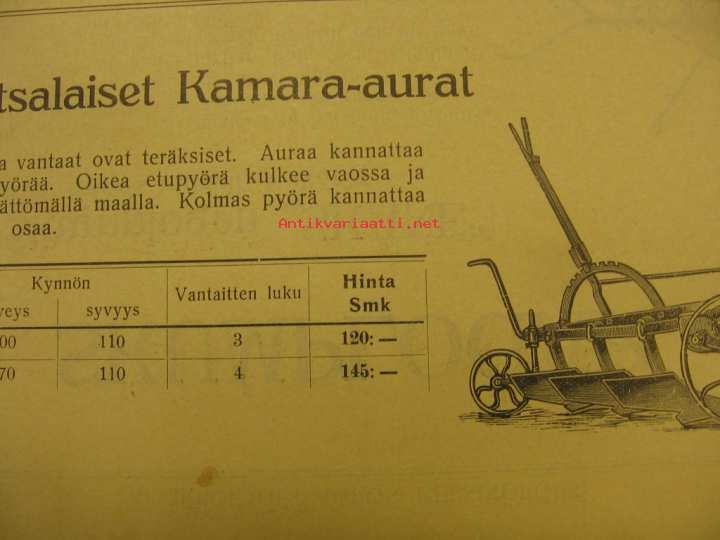 tsalaiset Kamara-aurat
a vantaat ovat teräksiset. Auraa kannattaa
yörää. Oikea etupyörä kulkee vaossa ja
ättömällä maalla. Kolmas pyörä kannattaa
osaa.
Antikvariaatti.net
Kynnön
Vantaitten luku
Hinta
Smk
veys
syvyys
00
110
3
120:—
70
110
4
145:—